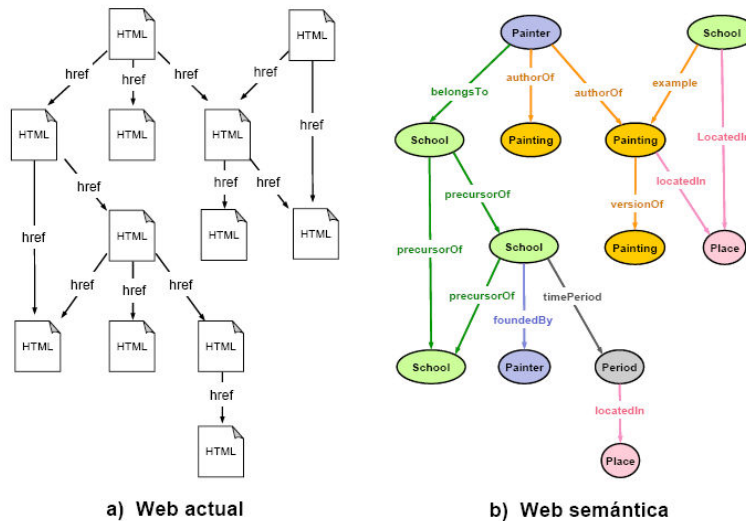 HTML
HTML
href
href
href
href
href
HTML
HTML
HTML
href
href
href
href
HTML
HTML
HTML
href
href
href
HTML
HTML
HTML
href
HTML
a) Web actual
Painter
School
belongsTo
authorOf
authorOf
example
School
Painting
Painting
LocatedIn
precursorOf
locatedIn
versionOf
precursorOf
School
Painting
Place
precursorOf
timePeriod
foundedBy
School
Painter
Period
locatedIn
Place
b) Web semántica